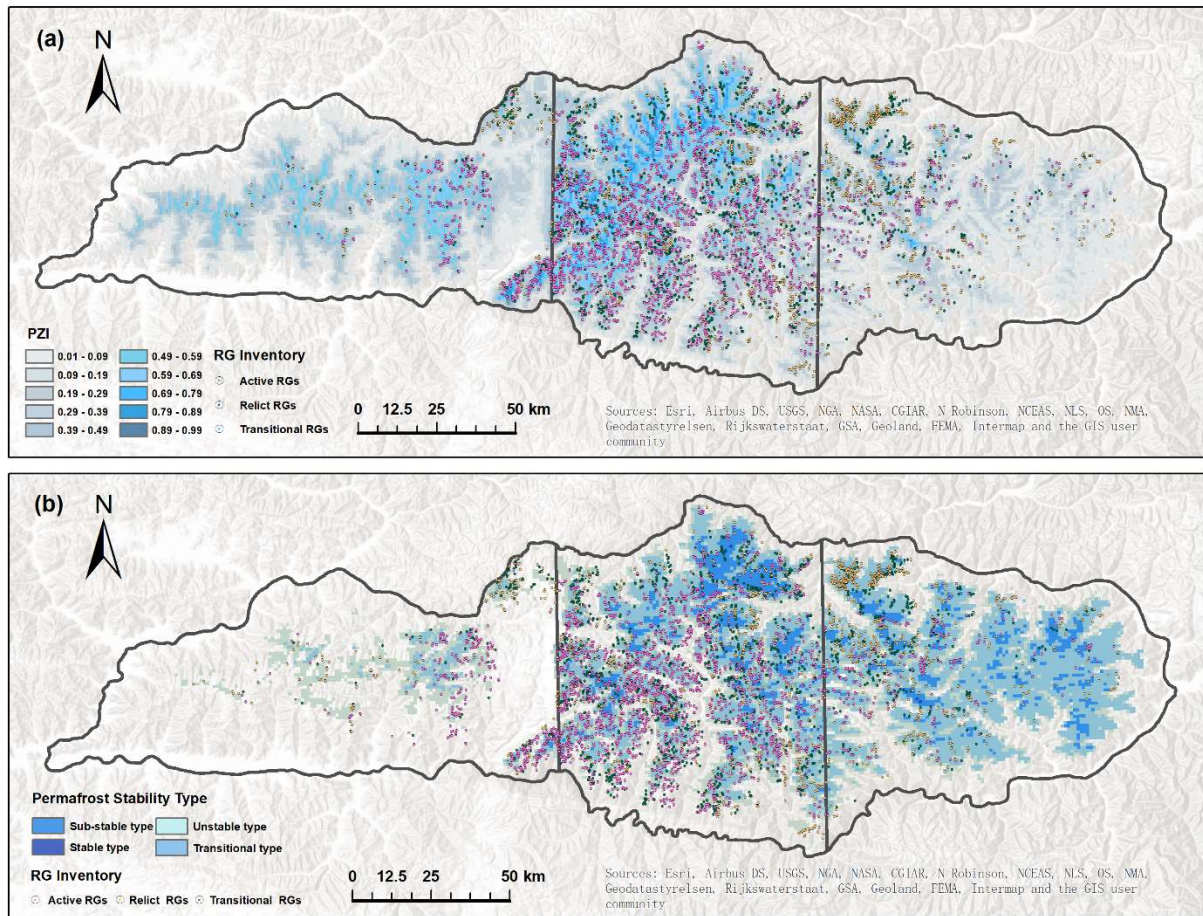 (a)
N
PZI
0.01 - 0.09
0.49 - 0.59
0.09 - 0.19
0.59 - 0.69
0.19 - 0.29
0.69 - 0.79
0.29 - 0.39
0.79 - 0.89
0.39 - 0.49
0.89 - 0.99
RG Inventory
Active RGs
Relict RGs
Transitional RGs
0 12.5 25 50 km
Sources: Esri, Airbus DS, USGS, NGA, NASA, CGIAR, N Robinson, NCEAS, NLS, OS, NMA,
Geodatastyrelsen, Rijkswaterstaat, GSA, Geoland, FEMA, Intermap and the GIS user
community
(b)
N
Permafrost Stability Type
Sub-stable type
Unstable type
Stable type
Transitional type
RG Inventory
Active RGs Relict RGs Transitional RGs
0 12.5 25 50 km
Sources: Esri, Airbus DS, USGS, NGA, NASA, CGIAR, N Robinson, NCEAS, NLS, OS, NMA,
Geodatastyrelsen, Rijkswaterstaat, GSA, Geoland, FEMA, Intermap and the GIS user
community